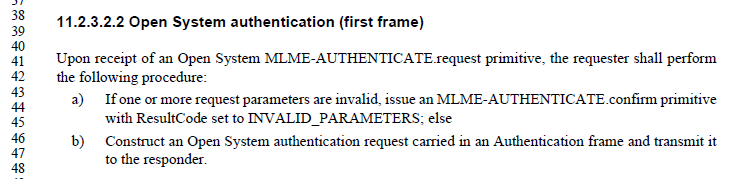 38
39
40
41
42
43
44
45
46
47
48
11.2.3.2.2 Open System authentication (first frame)
Upon receipt of an Open System MLME-AUTHENTICATE.request primitive, the requester shall perform
the following procedure:
a) If one or more request parameters are invalid, issue an MLME-AUTHENTICATE.confirm primitive
with ResultCode set to INVALID_PARAMETERS; else
b) Construct an Open System authentication request carried in an Authentication frame and transmit it
to the responder.